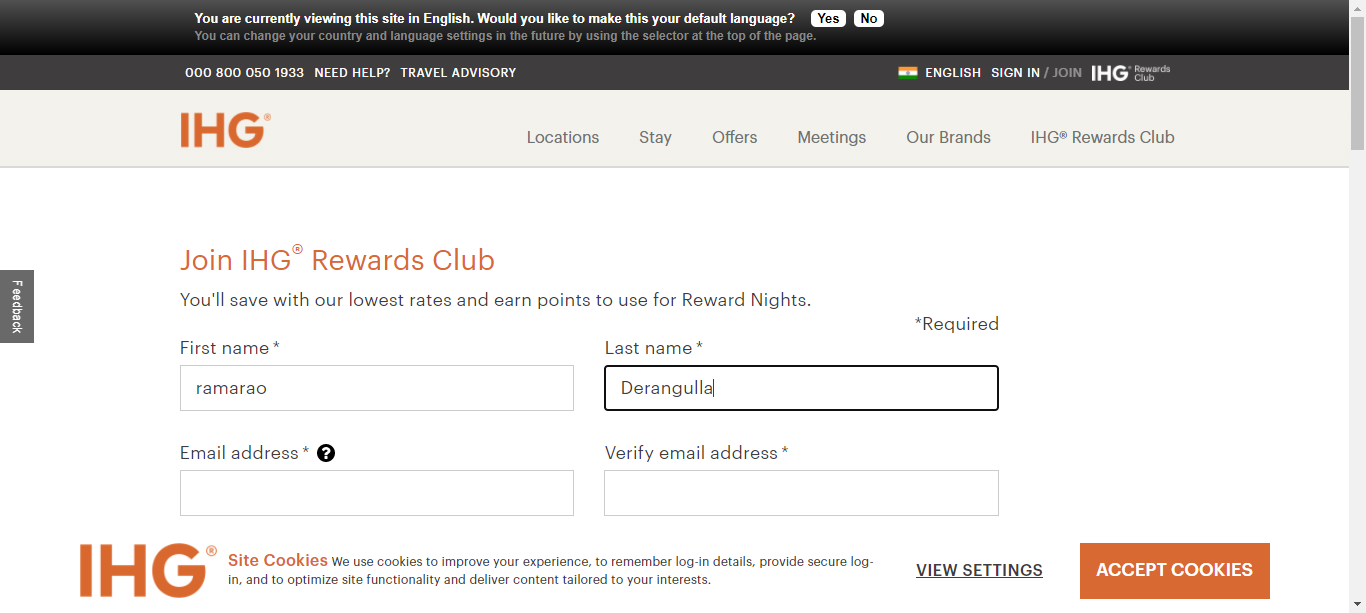 You are currently viewing this site in English. Would you like to make this your default language? Yes No
You can change your country and language settings in the future by using the selector at the top of the page.
000 800 050 1933 NEED HELP? TRAVEL ADVISORY ENGLISH SIGN IN / JOIN IHG® Rewards Club
IHG® Locations Stay Offers Meetings Our Brands IHG® Rewards Club
Feedback
Join IHG® Rewards Club
You'll save with our lowest rates and earn points to use for Reward Nights.
*Required
First name * Last name *
ramarao Derangulla
Email address * ? Verify email address *
IHG® Site Cookies We use cookies to improve your experience, to remember log-in details, provide secure log-
in, and to optimize site functionality and deliver content tailored to your interests.
VIEW SETTINGS ACCEPT COOKIES